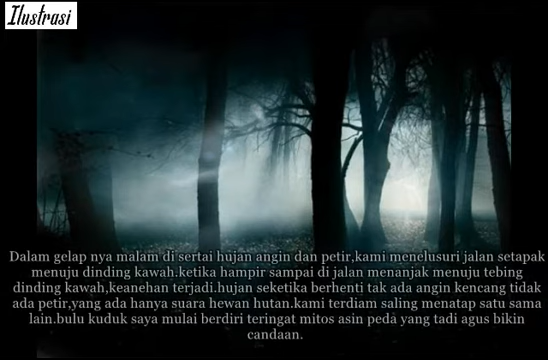 Ilustrasi
Dalam gelap nya malam di sertai hujan angin dan petir,kami menelusuri jalan setapak
menuju dinding kawah.ketika hampir sampai di jalan menanjak menuju tebing
dinding kawah,keanehan terjadi.hujan seketika berhenti tak ada angin kencang tidak
ada petir,yang ada hanya suara hewan hutan.kami terdiam saling menatap satu sama
lain.bulu kuduk saya mulai berdiri teringat mitos asin peda yang tadi agus bikin
candaan.